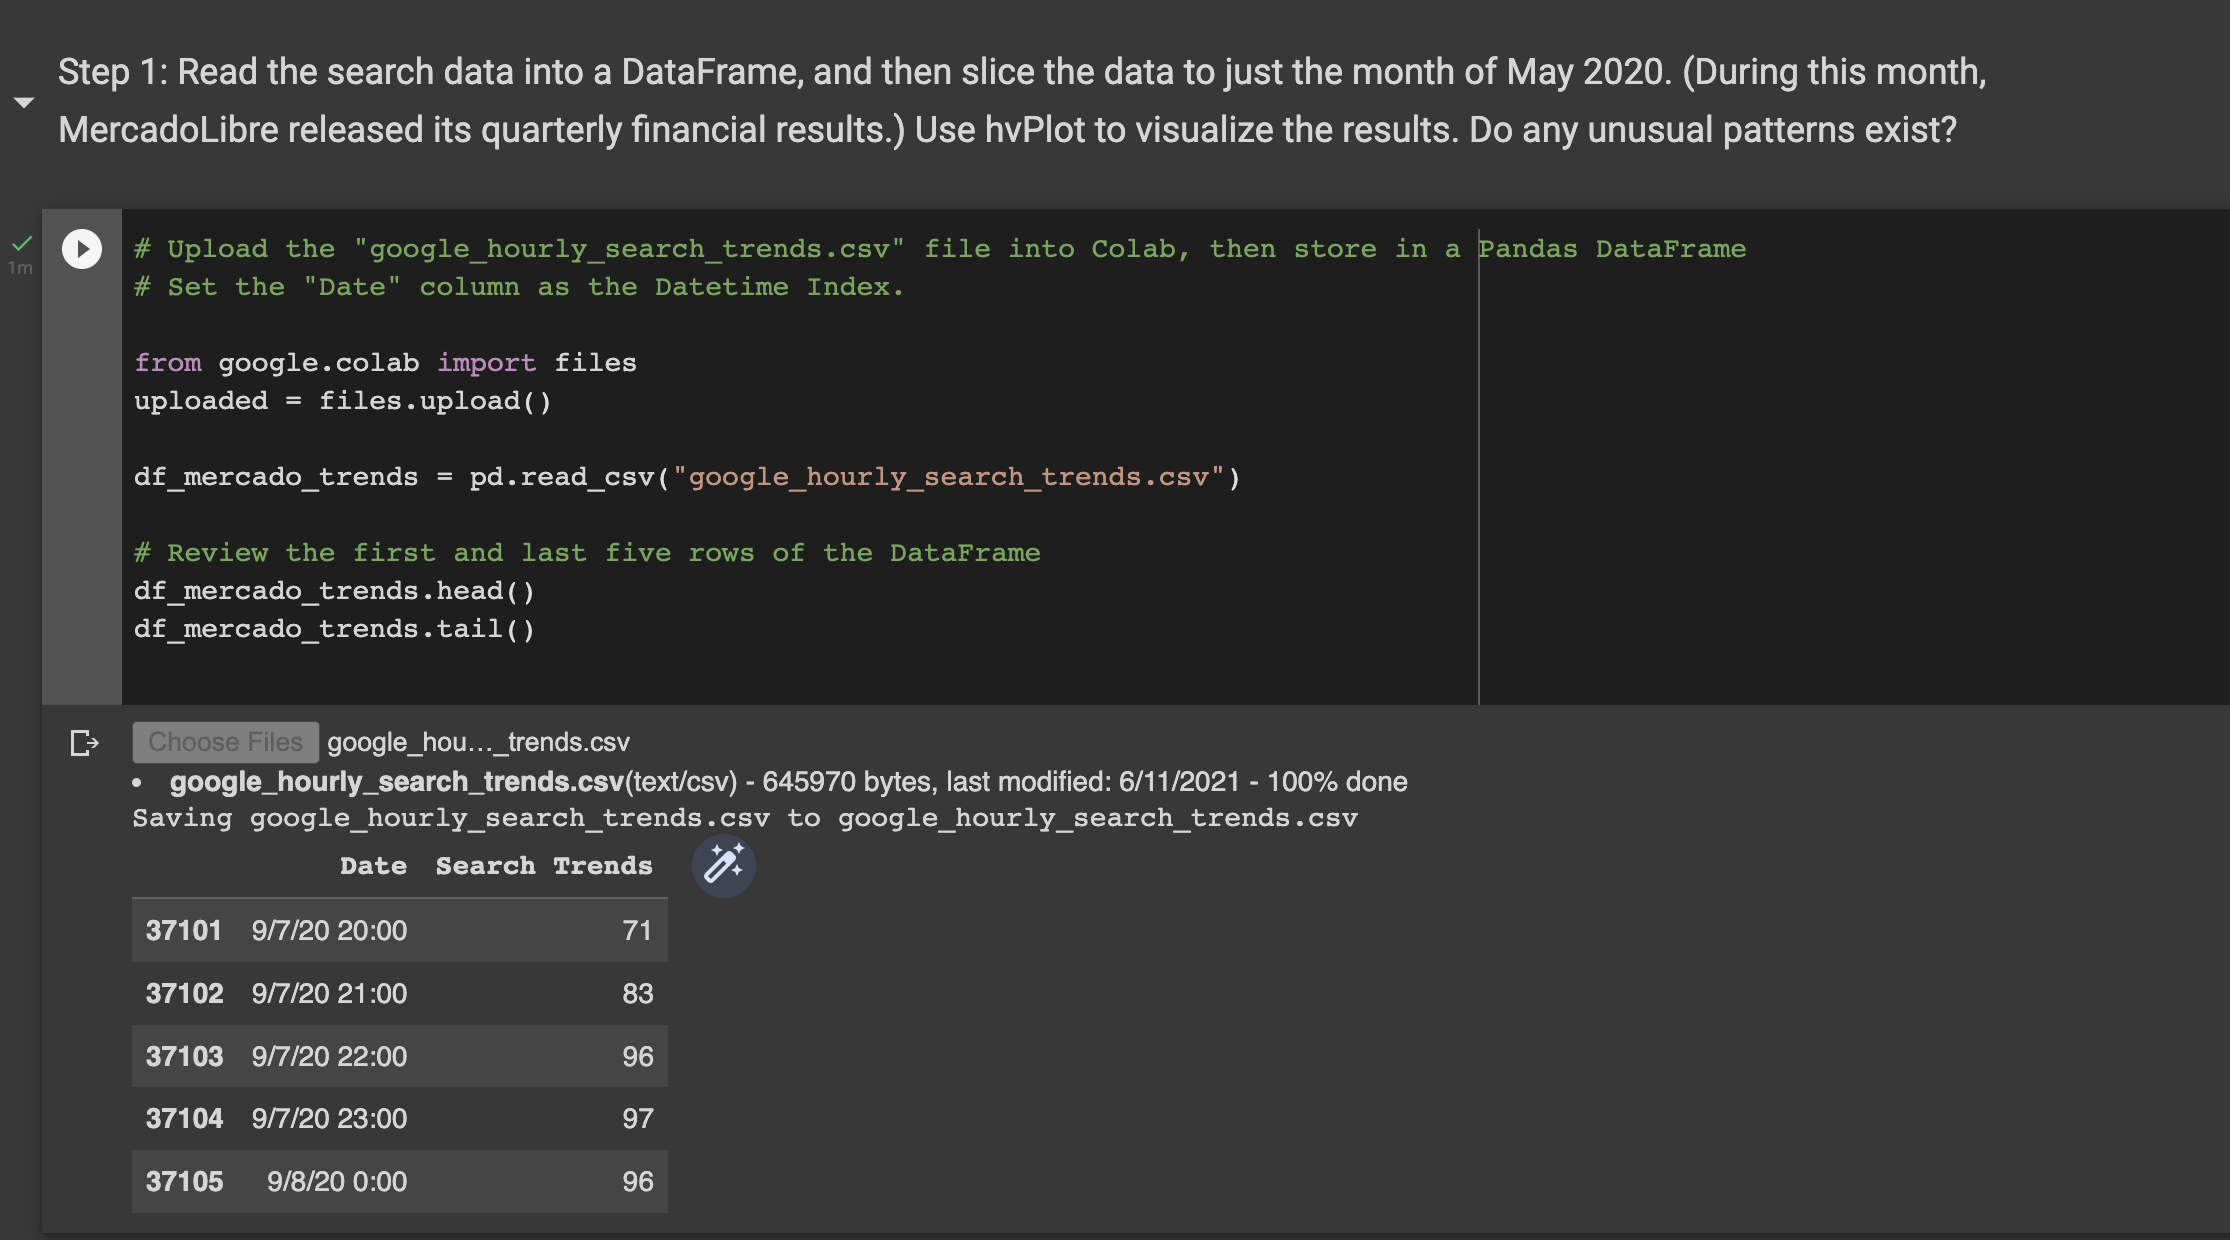 Step 1: Read the search data into a DataFrame, and then slice the data to just the month of May 2020. (During this month,
MercadoLibre released its quarterly financial results.) Use hvPlot to visualize the results. Do any unusual patterns exist?
1m
# Upload the "google_hourly_search_trends.csv" file into Colab, then store in a Pandas DataFrame
# Set the "Date" column as the Datetime Index.
from google.colab import files
uploaded = files.upload()
df_mercado_trends = pd.read_csv("google_hourly_search_trends.csv")
# Review the first and last five rows of the DataFrame
df_mercado_trends.head()
df_mercado_trends.tail()
Choose Files google_hou..._trends.csv
• google_hourly_search_trends.csv(text/csv) - 645970 bytes, last modified: 6/11/2021 - 100% done
Saving google_hourly_search_trends.csv to google_hourly_search_trends.csv
Date Search Trends
37101 9/7/20 20:00 71
37102 9/7/20 21:00 83
37103 9/7/20 22:00 96
37104 9/7/20 23:00 97
37105 9/8/20 0:00 96